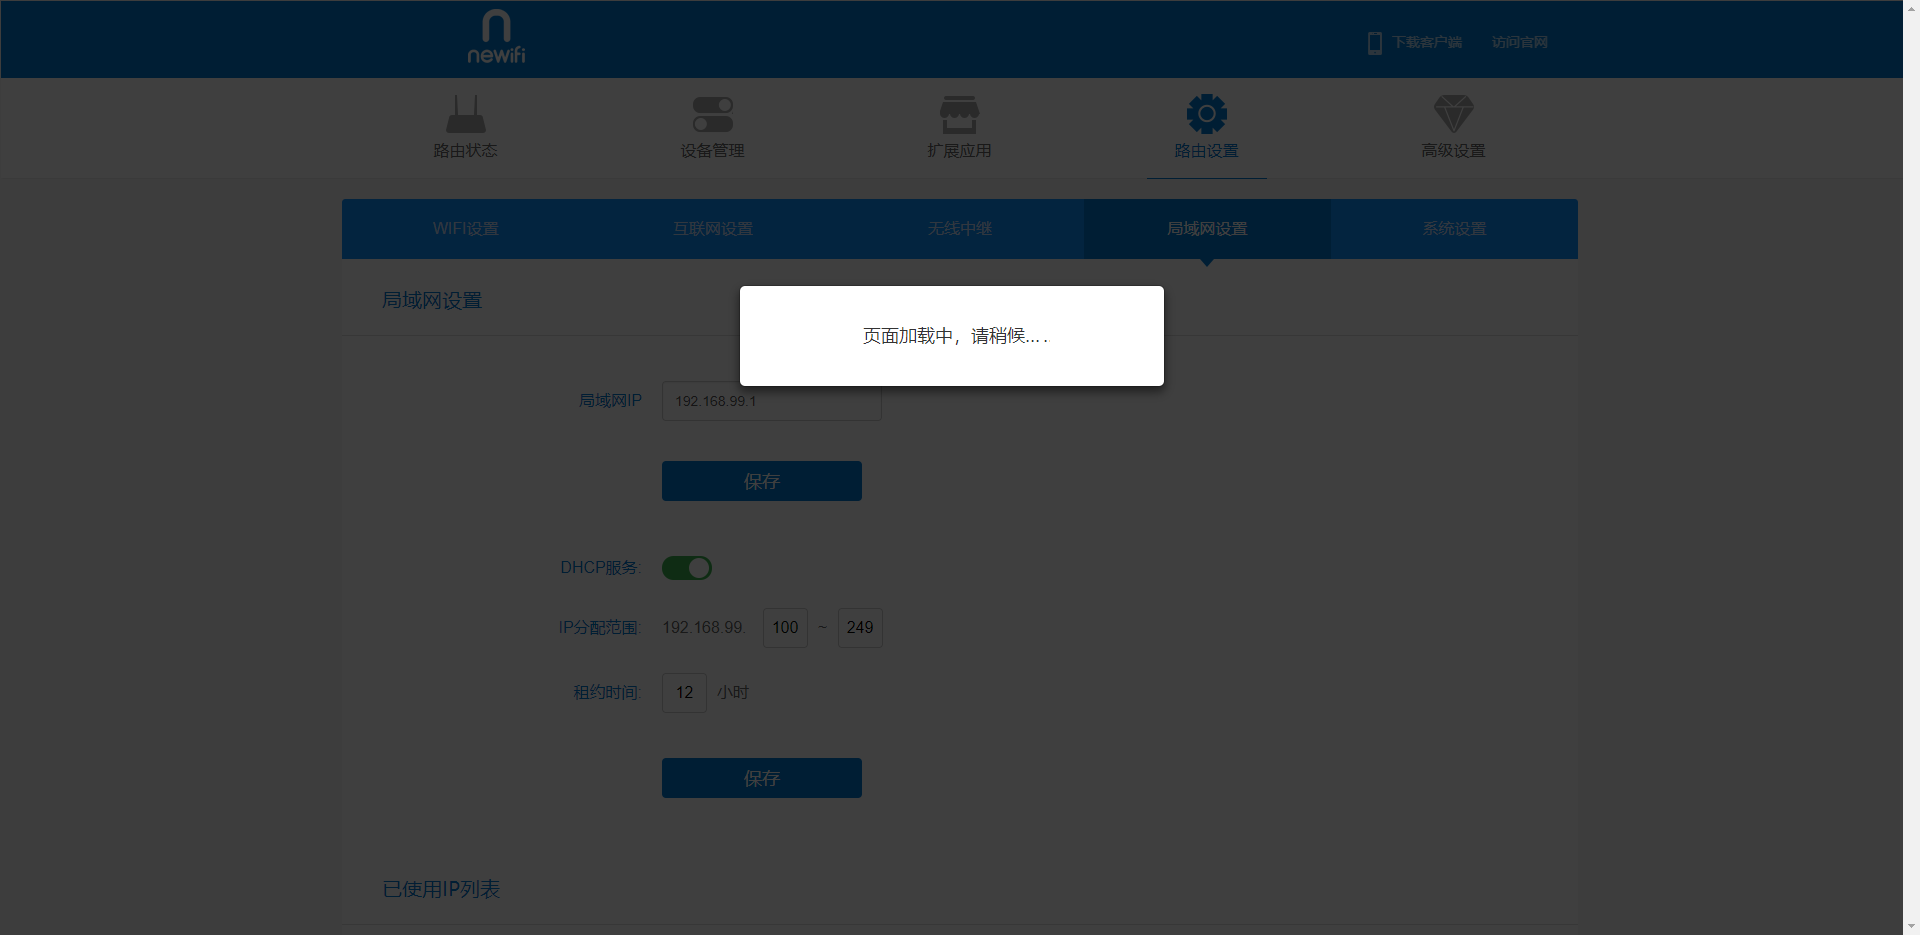 newifi
下载客户端 访问官网
路由状态 设备管理 扩展应用 路由设置 高级设置
WIFI设置 互联网设置 无线中继 局域网设置 系统设置
局域网设置
页面加载中，请稍候.....
局域网IP 192.168.99.1
保存
DHCP服务:
IP分配范围: 192.168.99. 100 ~ 249
租约时间: 12 小时
保存
已使用IP列表